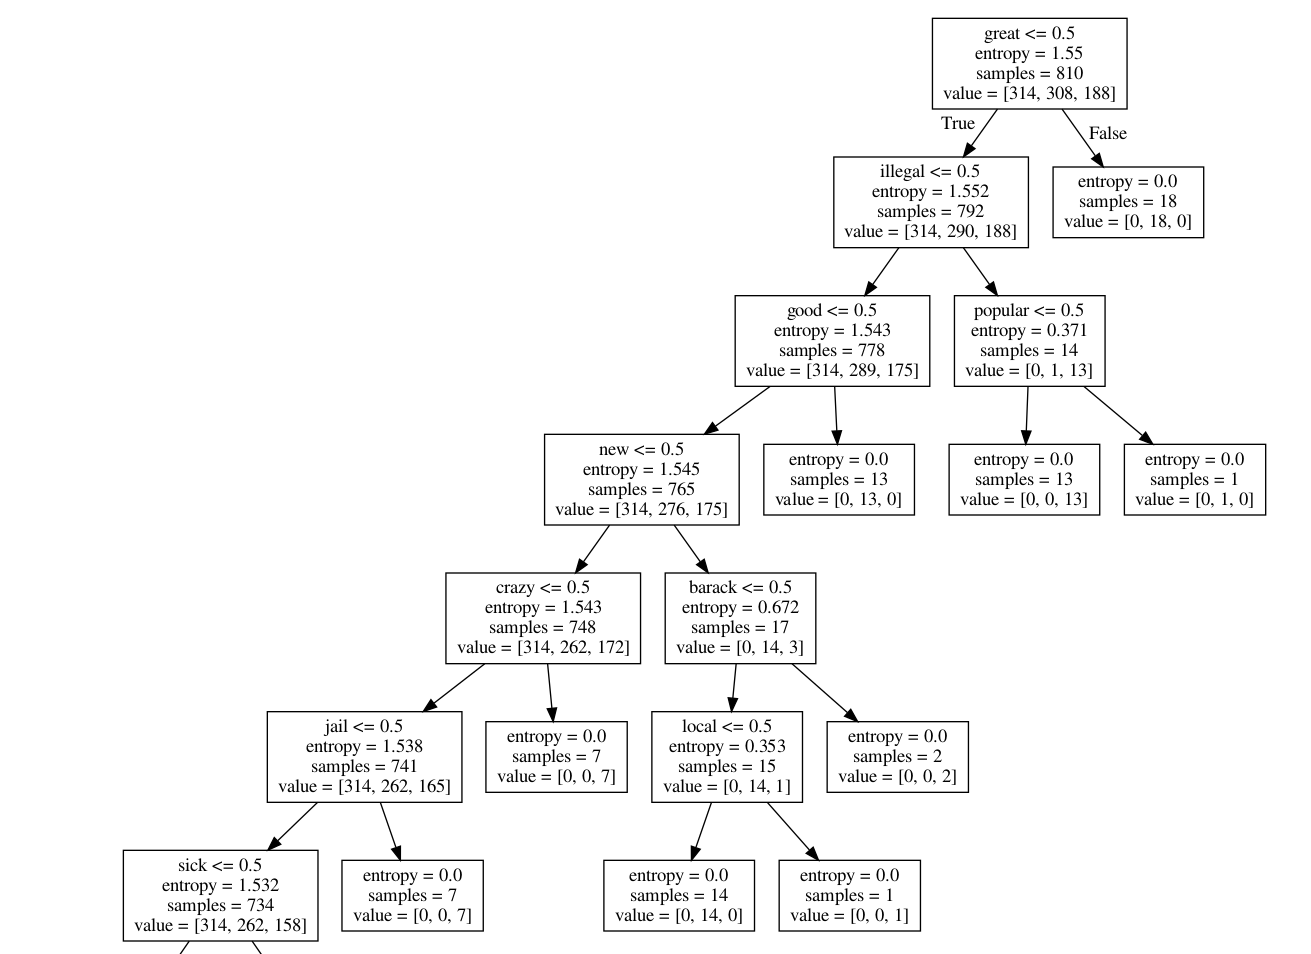 great <= 0.5
entropy = 1.55
samples = 810
value = [314, 308, 188]
True
False
illegal <= 0.5
entropy = 1.552
samples = 792
value = [314, 290, 188]
entropy = 0.0
samples = 18
value = [0, 18, 0]
good <= 0.5
entropy = 1.543
samples = 778
value = [314, 289, 175]
popular <= 0.5
entropy = 0.371
samples = 14
value = [0, 1, 13]
new <= 0.5
entropy = 1.545
samples = 765
value = [314, 276, 175]
entropy = 0.0
samples = 13
value = [0, 13, 0]
entropy = 0.0
samples = 13
value = [0, 0, 13]
entropy = 0.0
samples = 1
value = [0, 1, 0]
crazy <= 0.5
entropy = 1.543
samples = 748
value = [314, 262, 172]
barack <= 0.5
entropy = 0.672
samples = 17
value = [0, 14, 3]
jail <= 0.5
entropy = 1.538
samples = 741
value = [314, 262, 165]
entropy = 0.0
samples = 7
value = [0, 0, 7]
local <= 0.5
entropy = 0.353
samples = 15
value = [0, 14, 1]
entropy = 0.0
samples = 2
value = [0, 0, 2]
sick <= 0.5
entropy = 1.532
samples = 734
value = [314, 262, 158]
entropy = 0.0
samples = 7
value = [0, 0, 7]
entropy = 0.0
samples = 14
value = [0, 14, 0]
entropy = 0.0
samples = 1
value = [0, 0, 1]